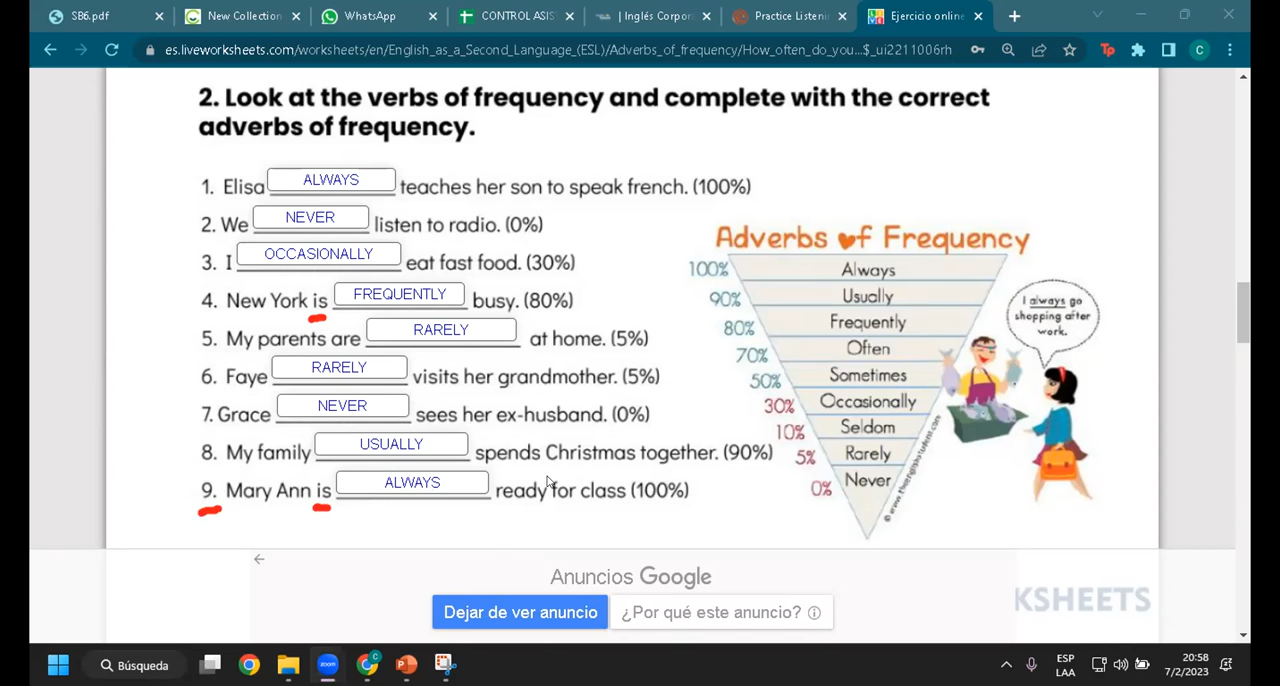 SB6.pdf
New Collection
WhatsApp
CONTROL ASIS
| Inglés Corpor
Practice Listenin
Ejercicio online
es.liveworksheets.com/worksheets/en/English_as_a_Second_Language_(ESL)/Adverbs_of_frequency/How_often_do_you...$_ui2211006rh
Tp
C
2. Look at the verbs of frequency and complete with the correct
adverbs of frequency.
1. Elisa ALWAYS teaches her son to speak french. (100%)
2. We NEVER listen to radio. (0%)
3. I OCCASIONALLY eat fast food. (30%)
4. New York is FREQUENTLY busy. (80%)
5. My parents are RARELY at home. (5%)
6. Faye RARELY visits her grandmother. (5%)
7. Grace NEVER sees her ex-husband. (0%)
8. My family USUALLY spends Christmas together. (90%)
9. Mary Ann is ALWAYS ready for class (100%)
Adverbs of Frequency
100% Always
90% Usually
80% Frequently
70% Often
50% Sometimes
30% Occasionally
10% Seldom
5% Rarely
0% Never
I always go
shopping after
work.
Anuncios Google
Dejar de ver anuncio
¿Por qué este anuncio?
KSHEETS
Búsqueda
C
zoom
ESP
LAA
20:58
7/2/2023